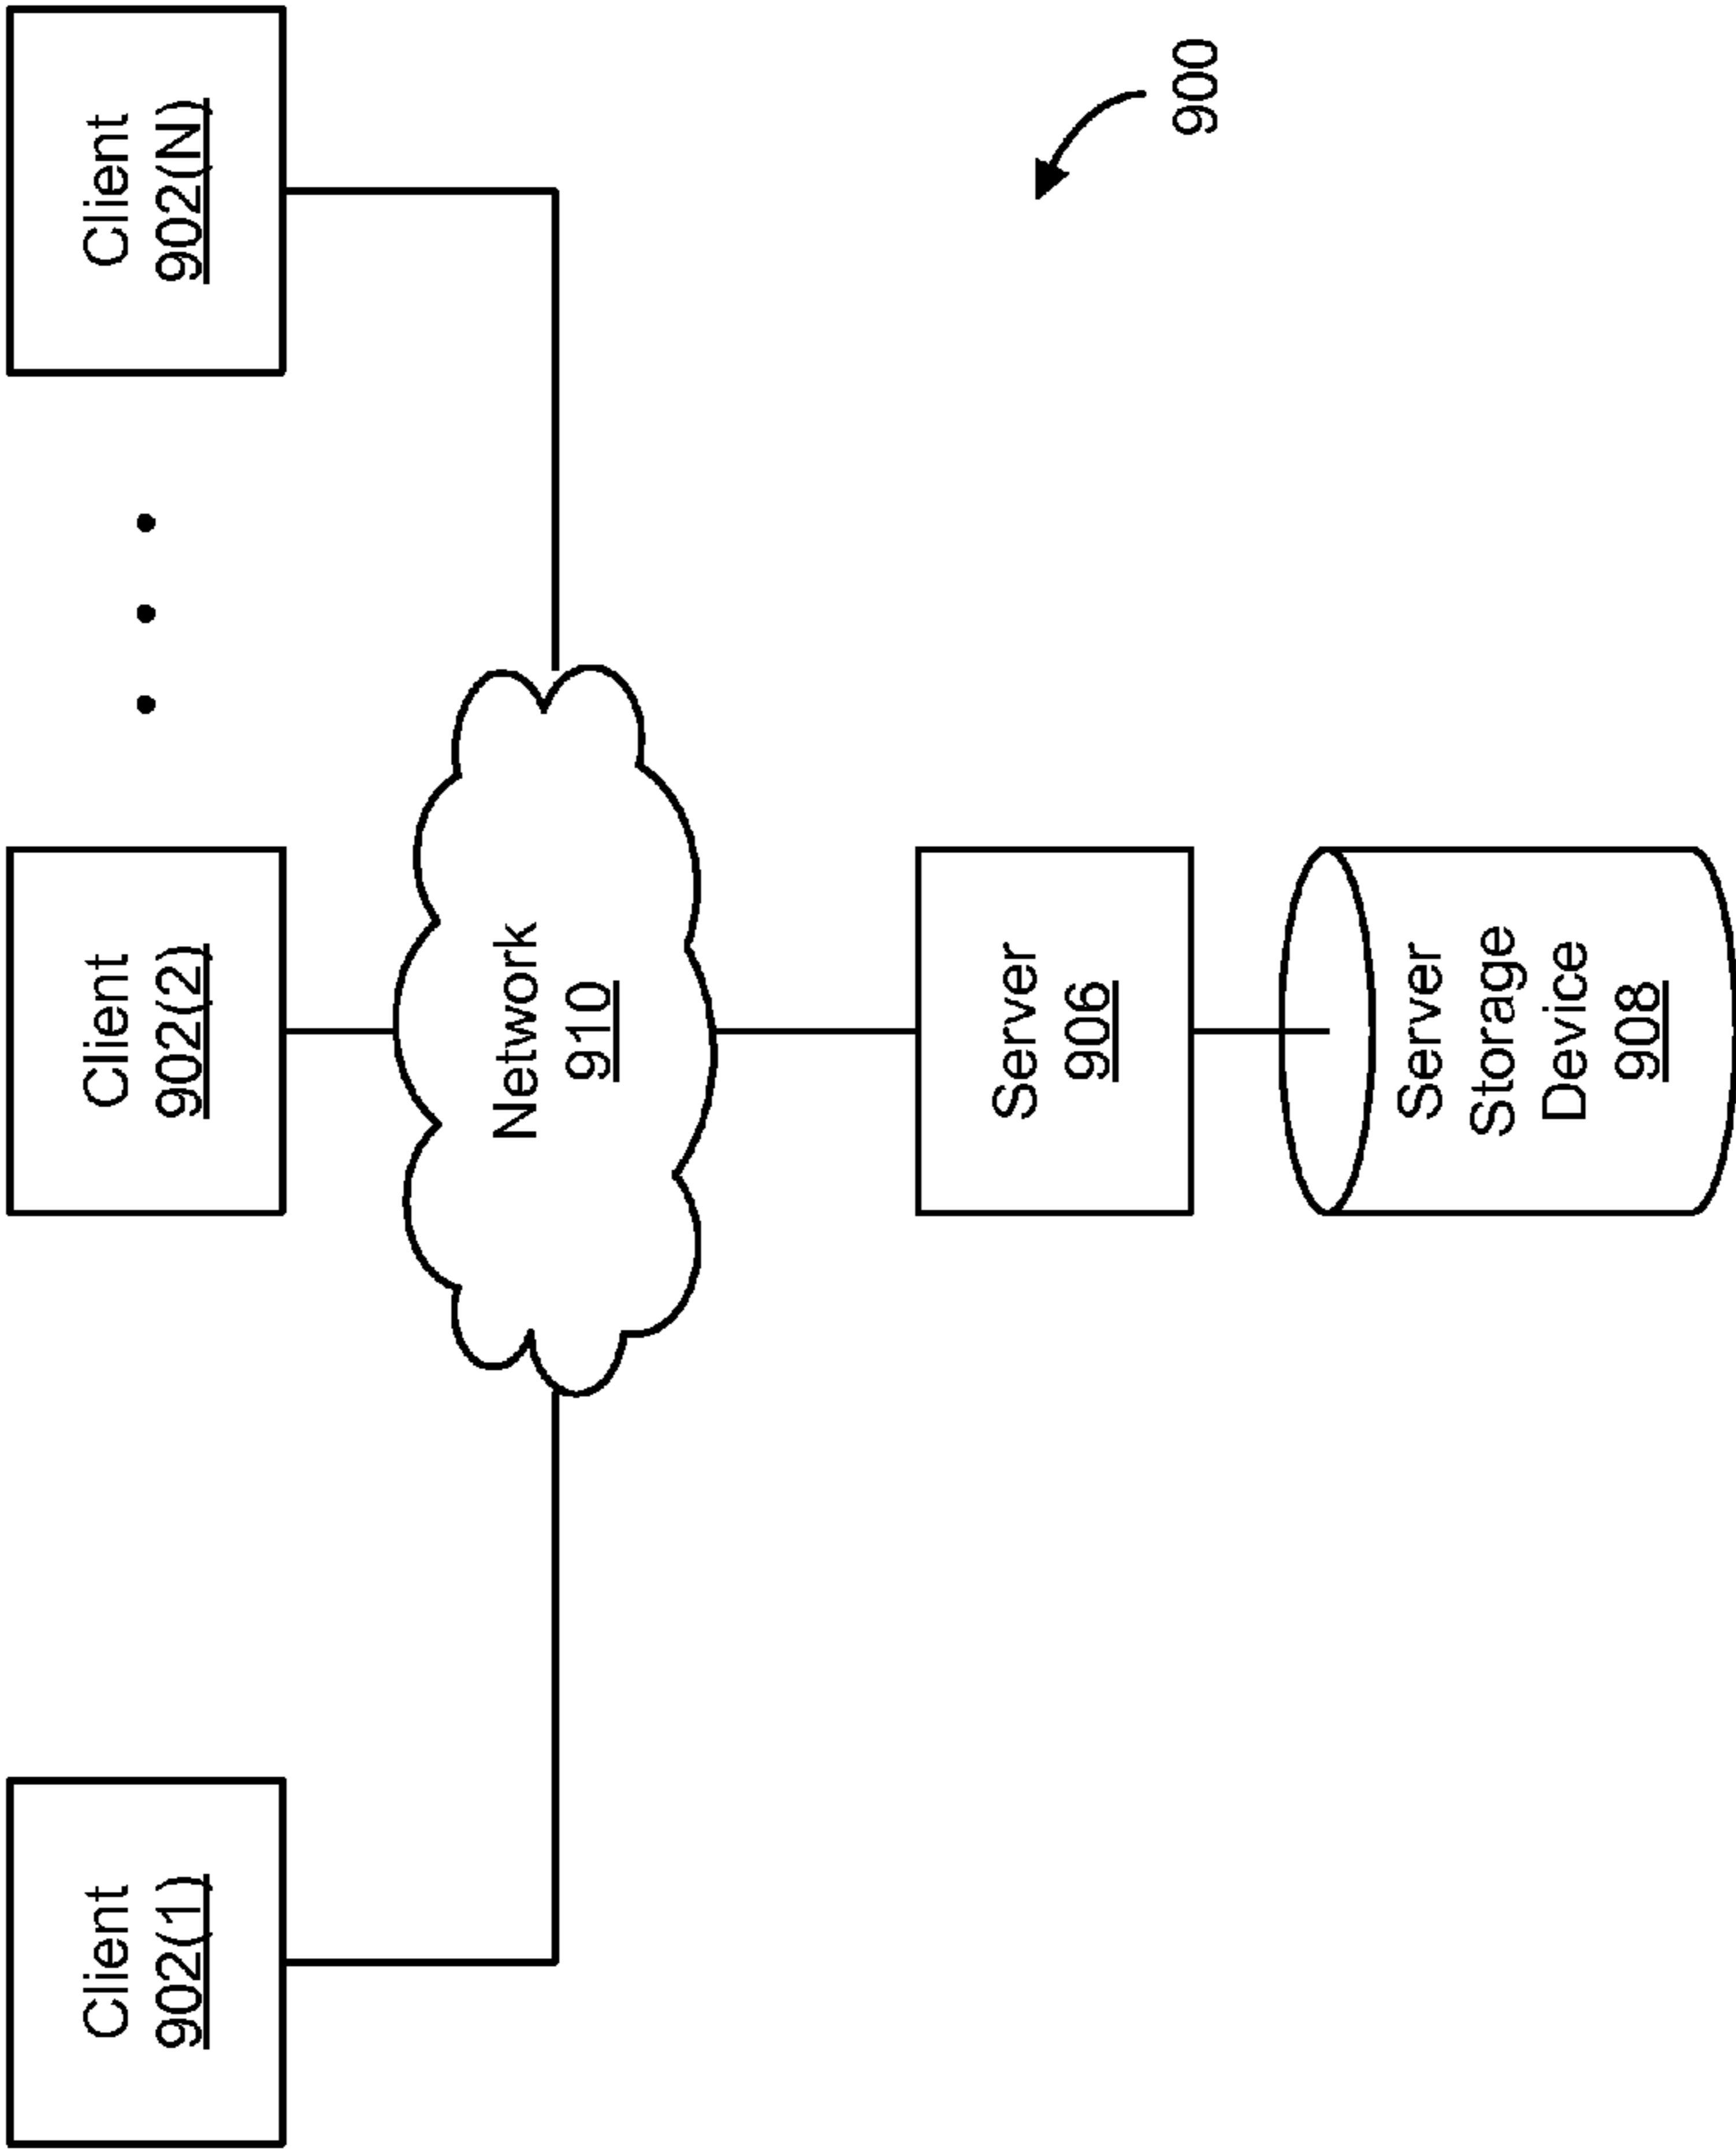 Client
902(1)
Client
902(2)
Client
902(N)
Network
910
Server
906
900
Server
Storage
Device
908